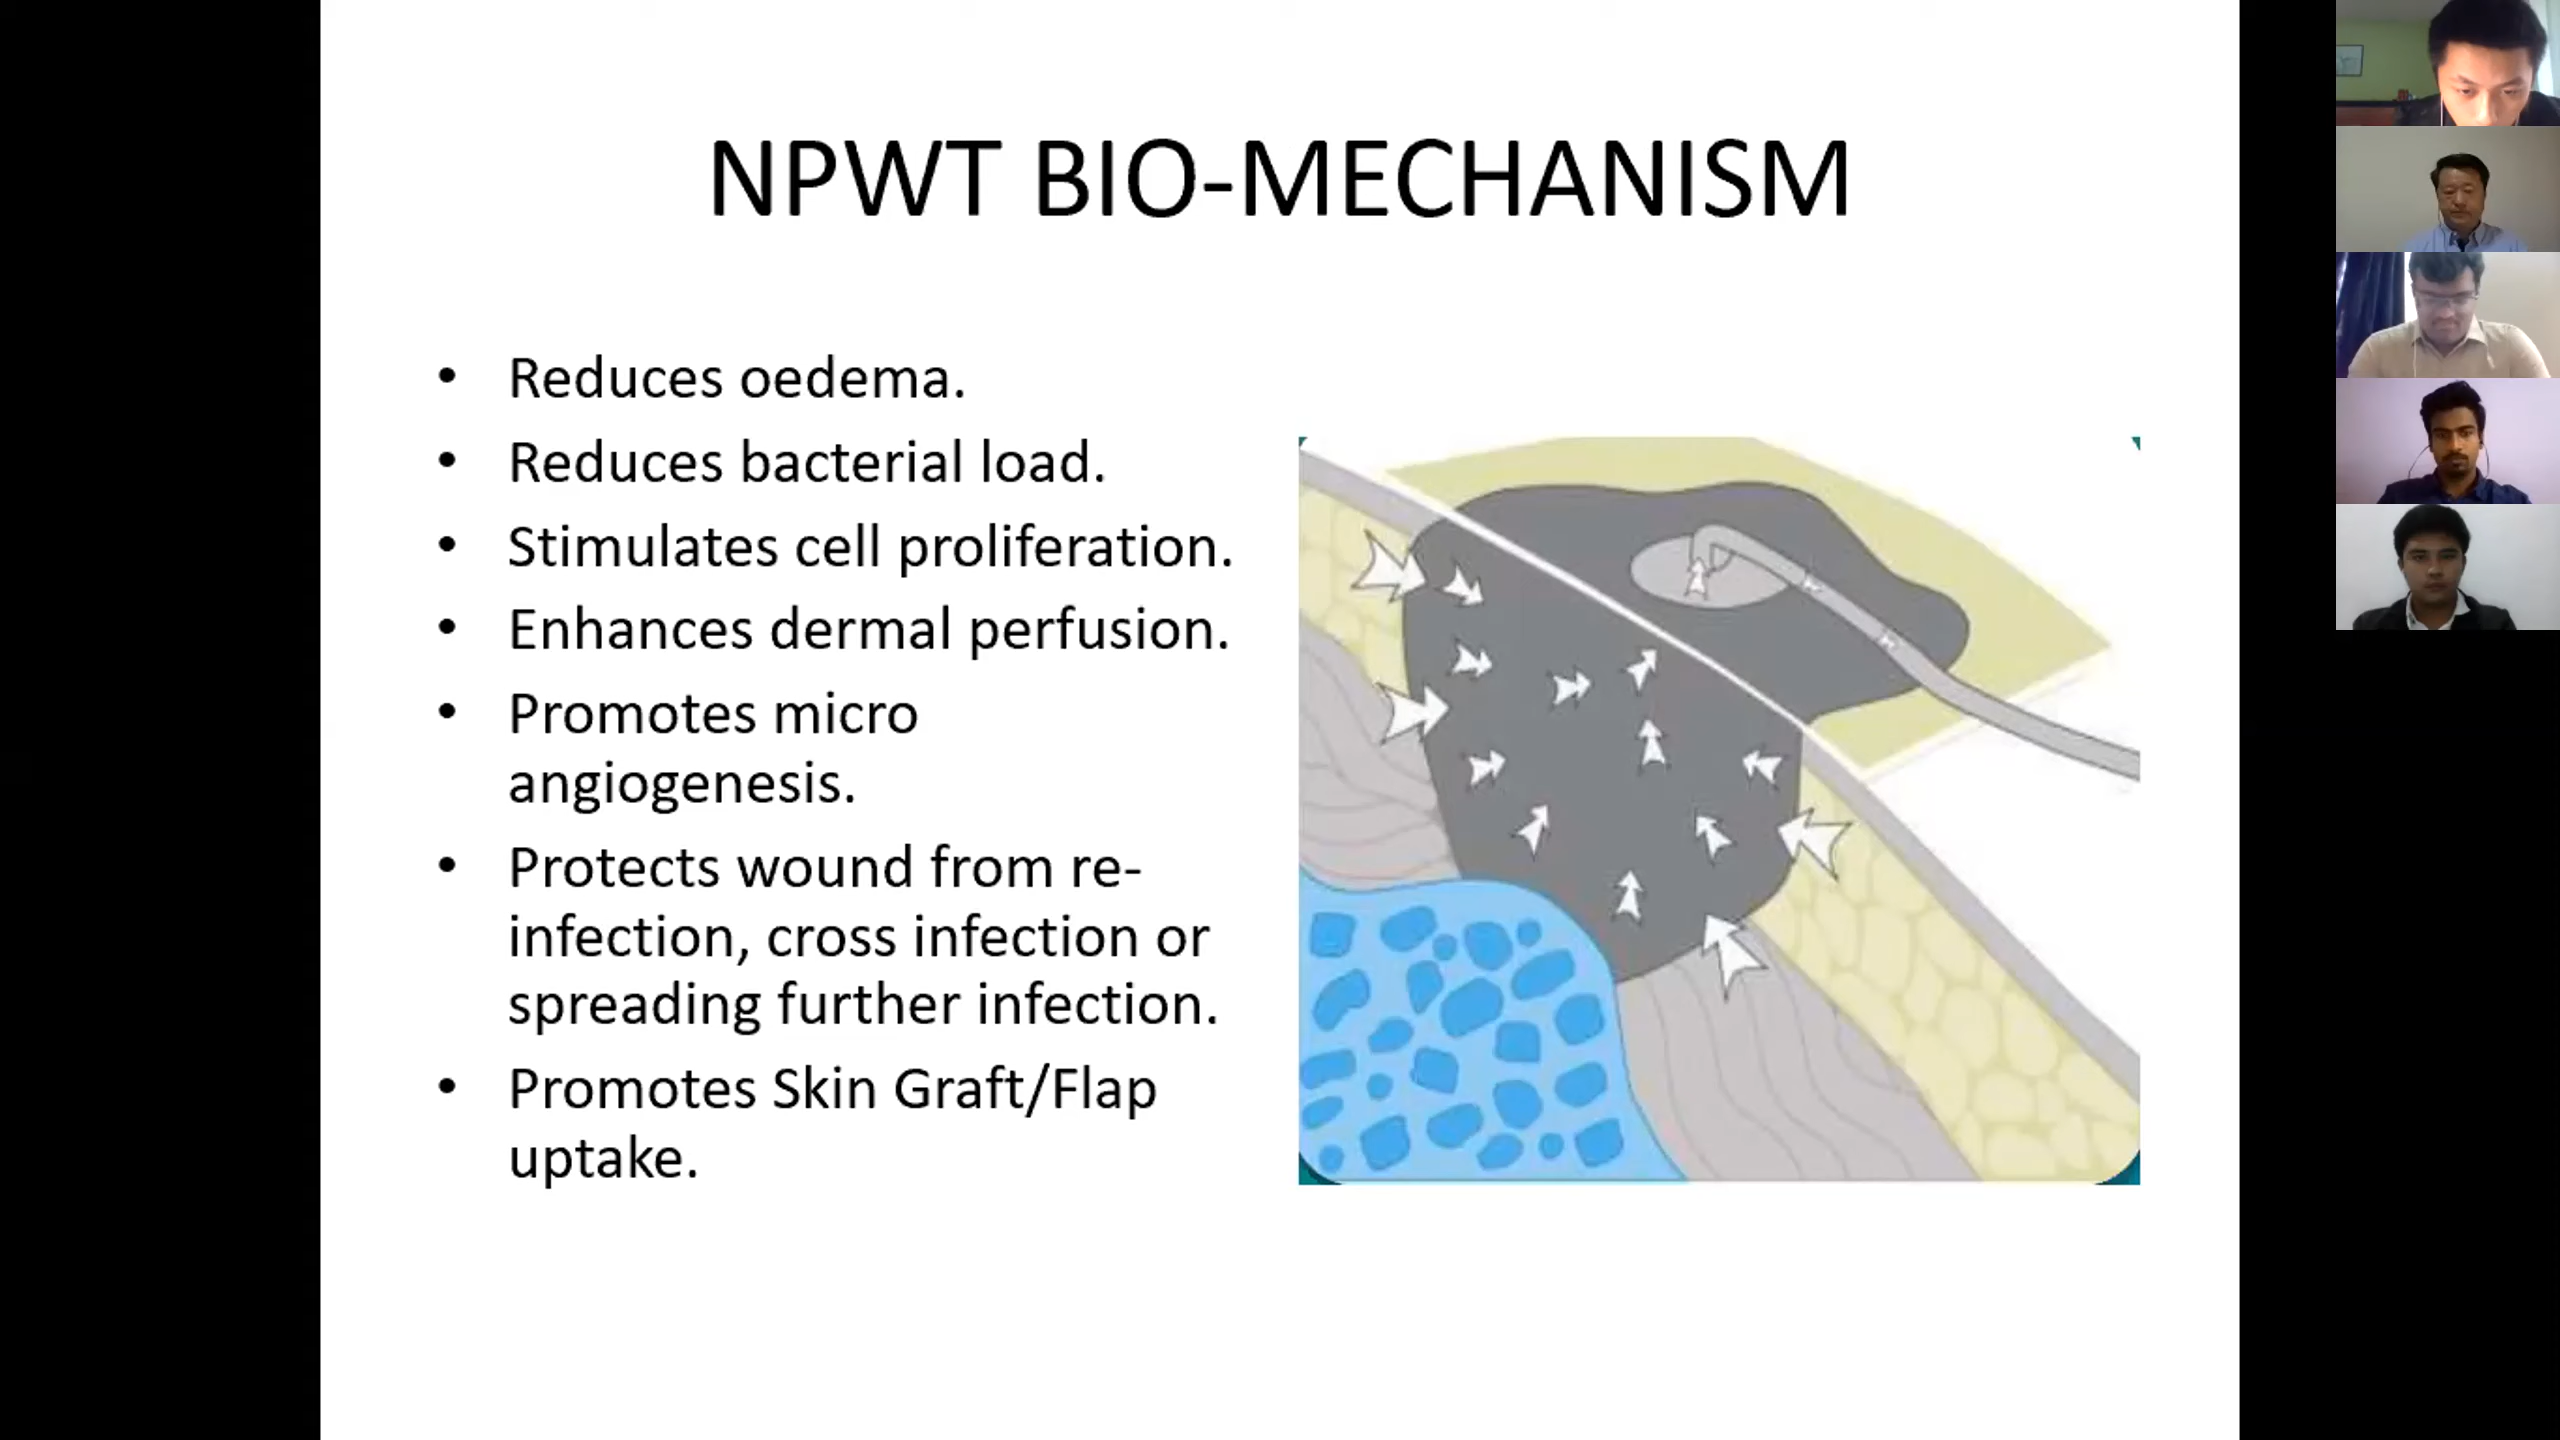 NPWT BIO-MECHANISM
• Reduces oedema.
• Reduces bacterial load.
• Stimulates cell proliferation.
• Enhances dermal perfusion.
• Promotes micro
angiogenesis.
• Protects wound from re-
infection, cross infection or
spreading further infection.
• Promotes Skin Graft/Flap
uptake.